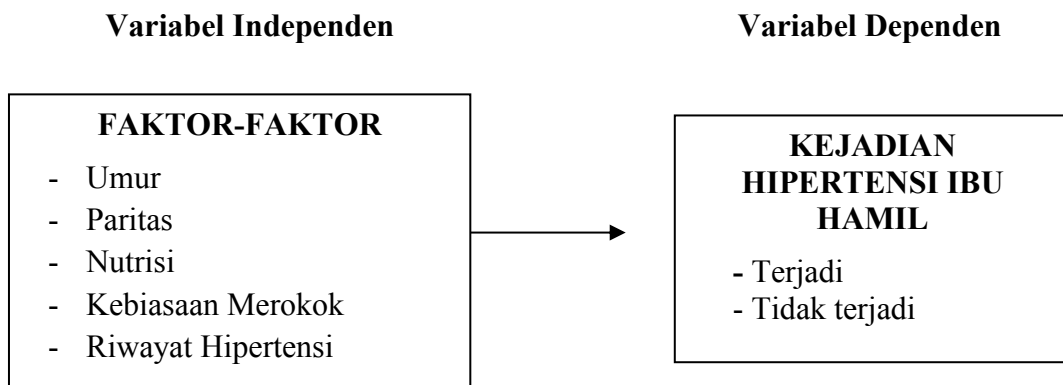 Variabel Independen
Variabel Dependen
FAKTOR-FAKTOR
- Umur
- Paritas
- Nutrisi
- Kebiasaan Merokok
- Riwayat Hipertensi
KEJADIAN
HIPERTENSI IBU
HAMIL
- Terjadi
- Tidak terjadi